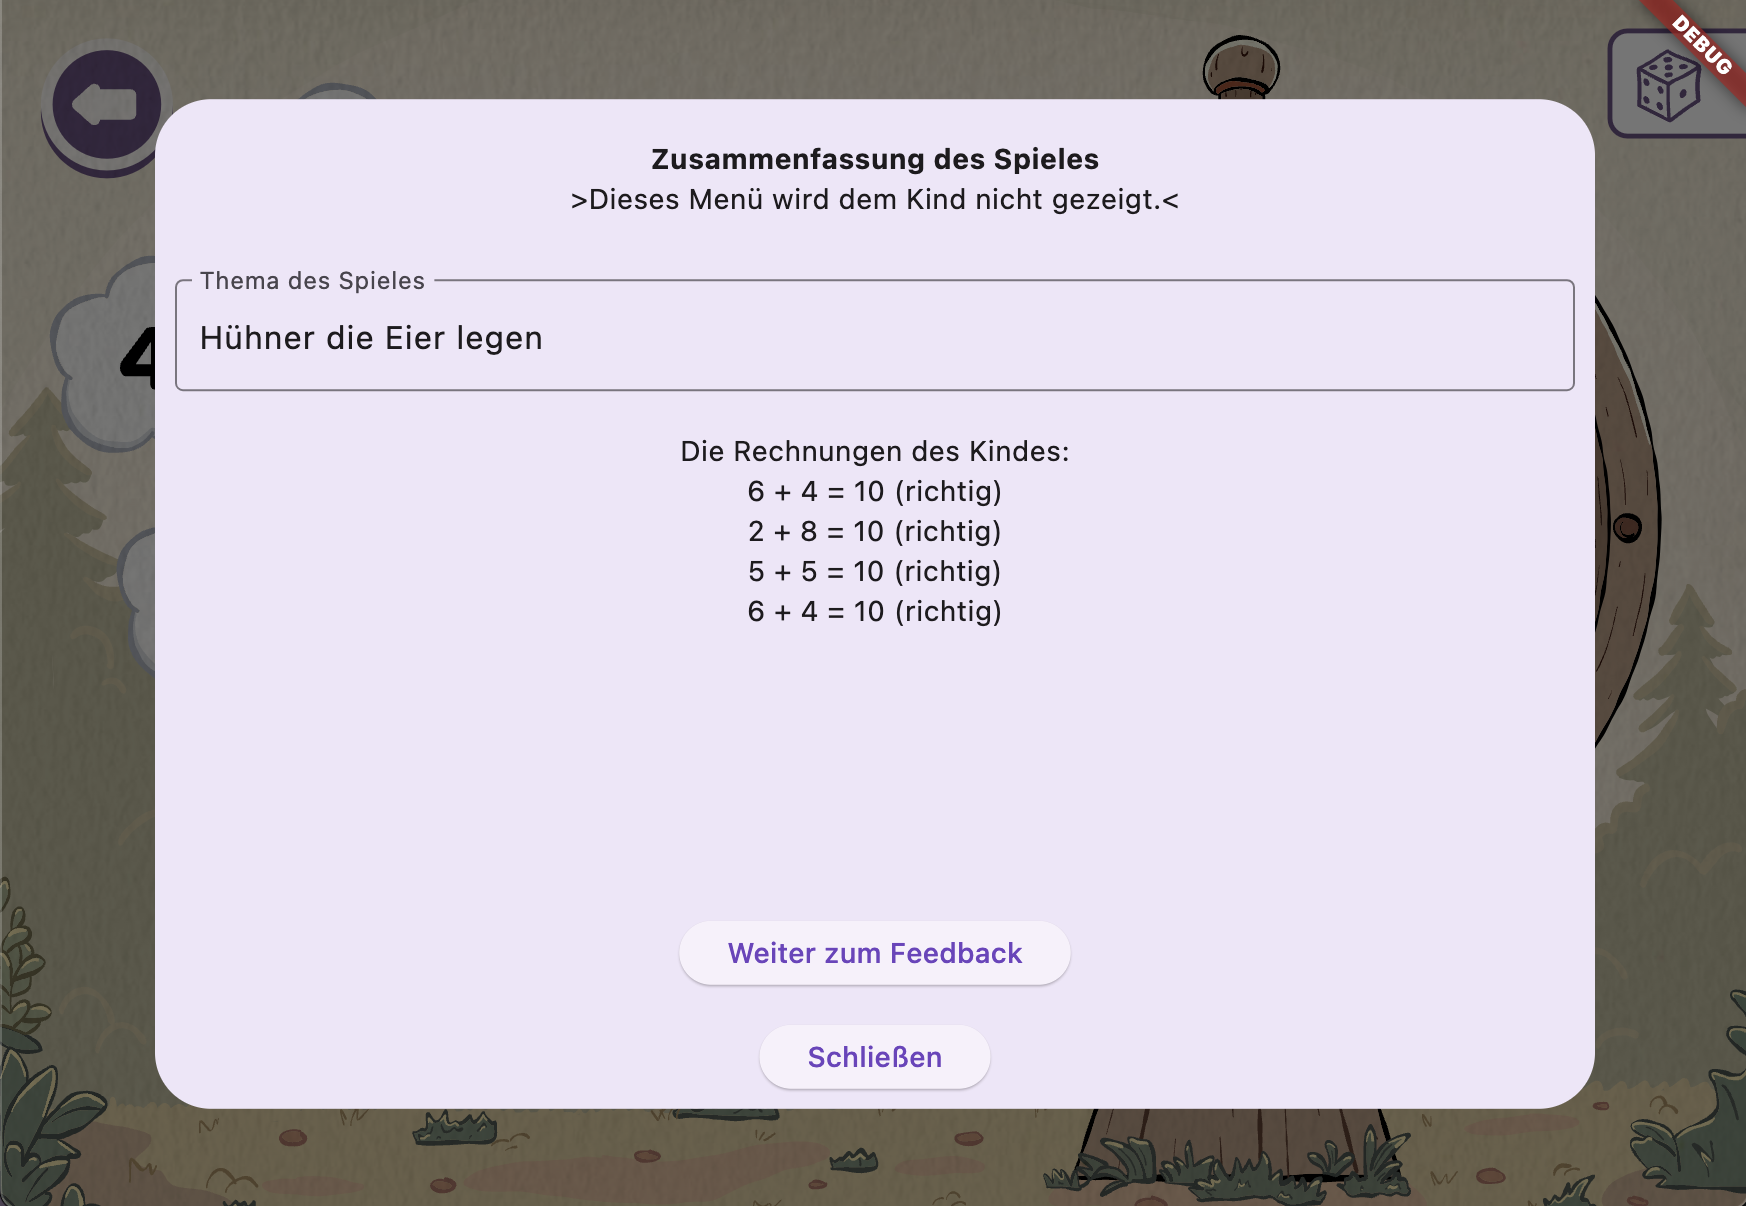 DEBUG
Zusammenfassung des Spieles
>Dieses Menü wird dem Kind nicht gezeigt.<
Thema des Spieles
Hühner die Eier legen
4
Die Rechnungen des Kindes:
6 + 4 = 10 (richtig)
2 + 8 = 10 (richtig)
5 + 5 = 10 (richtig)
6 + 4 = 10 (richtig)
Weiter zum Feedback
Schließen